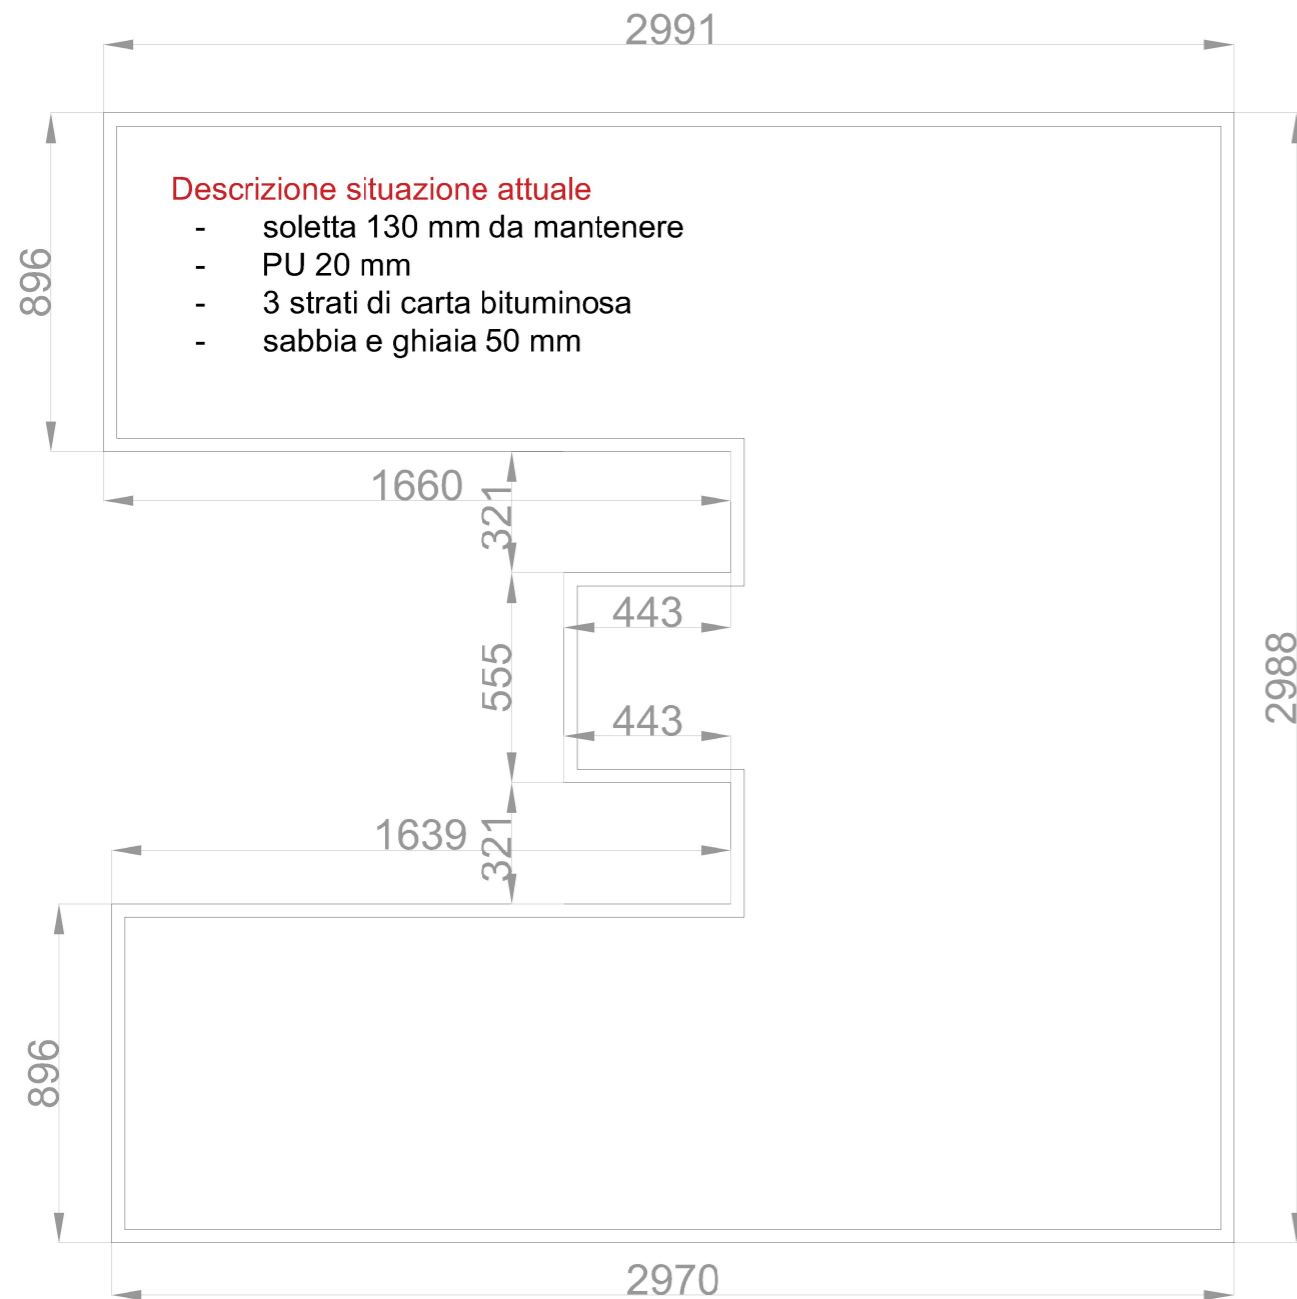 2991
Descrizione situazione attuale
- soletta 130 mm da mantenere
- PU 20 mm
- 3 strati di carta bituminosa
- sabbia e ghiaia 50 mm
896
1660
321
443
555
2988
443
1639
321
896
2970